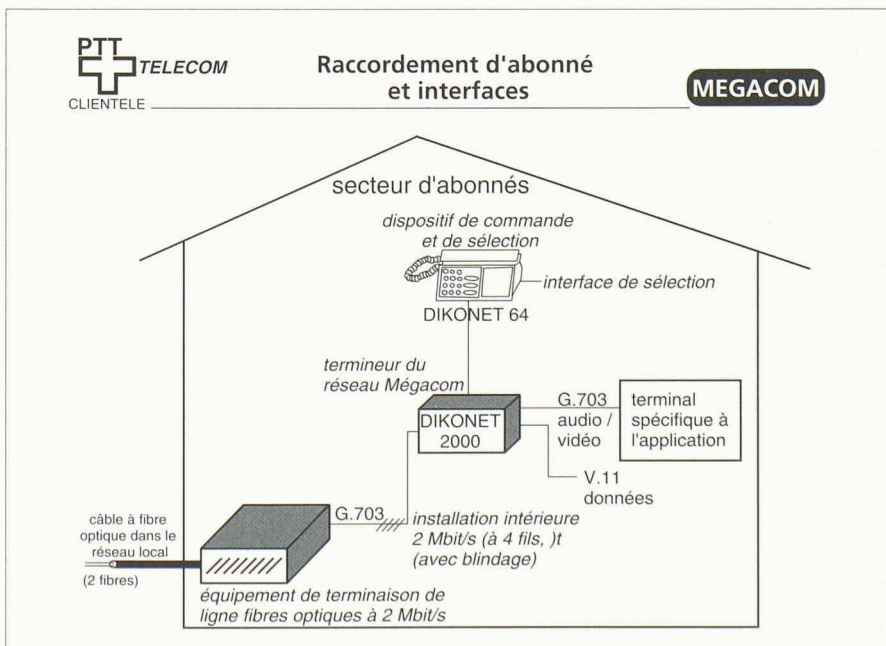 PTT
TELECOM
CLIENTELE
Raccordement d'abonné
et interfaces
MEGACOM
secteur d'abonnés
dispositif de commande
et de sélection
interface de sélection
DIKONET 64
termineur du
réseau Mégacom
DIKONET
2000
G.703
audio /
vidéo
terminal
spécifique à
l'application
V.11
données
câble à fibre
optique dans le
réseau local
(2 fibres)
G.703
installation intérieure
2 Mbit/s (à 4 fils, )t
(avec blindage)
équipement de terminaison de
ligne fibres optiques à 2 Mbit/s